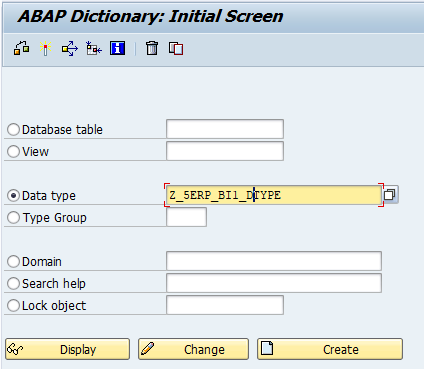 ABAP Dictionary: Initial Screen
Database table
View
Data type Z_5ERP_BI1_DTYPE
Type Group
Domain
Search help
Lock object
Display Change Create